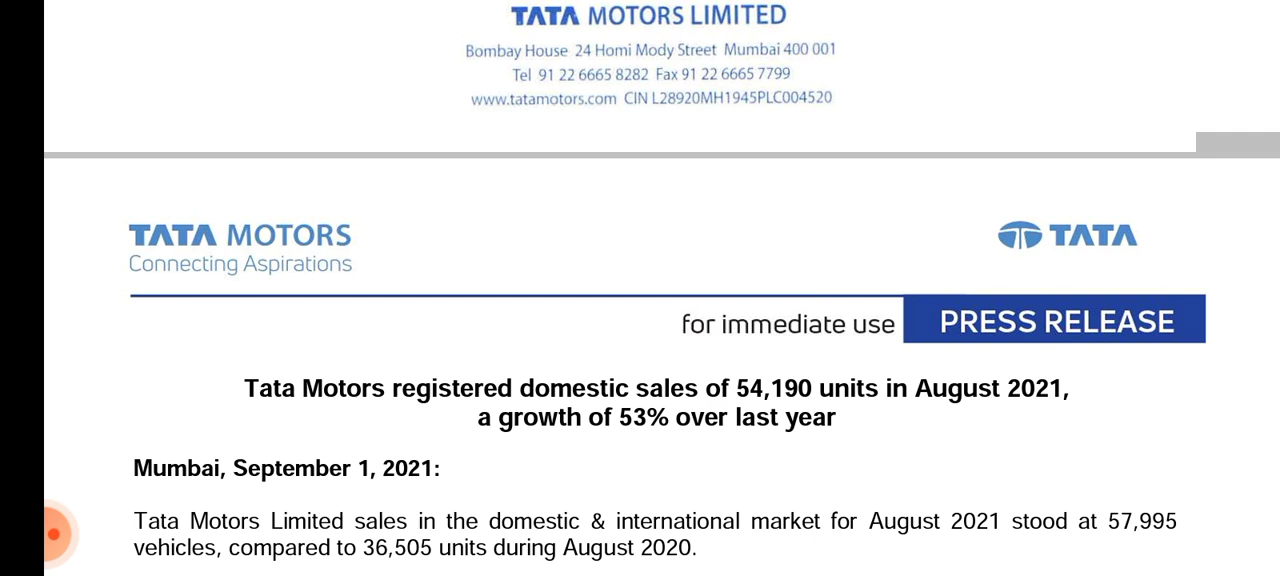 TATA MOTORS LIMITED
Bombay House 24 Homi Mody Street Mumbai 400 001
Tel 91 22 6665 8282 Fax 91 22 6665 7799
www.tatamotors.com CIN L28920MH1945PLC004520
TATA MOTORS
Connecting Aspirations
TATA
for immediate use PRESS RELEASE
Tata Motors registered domestic sales of 54,190 units in August 2021,
a growth of 53% over last year
Mumbai, September 1, 2021:
Tata Motors Limited sales in the domestic & international market for August 2021 stood at 57,995
vehicles, compared to 36,505 units during August 2020.